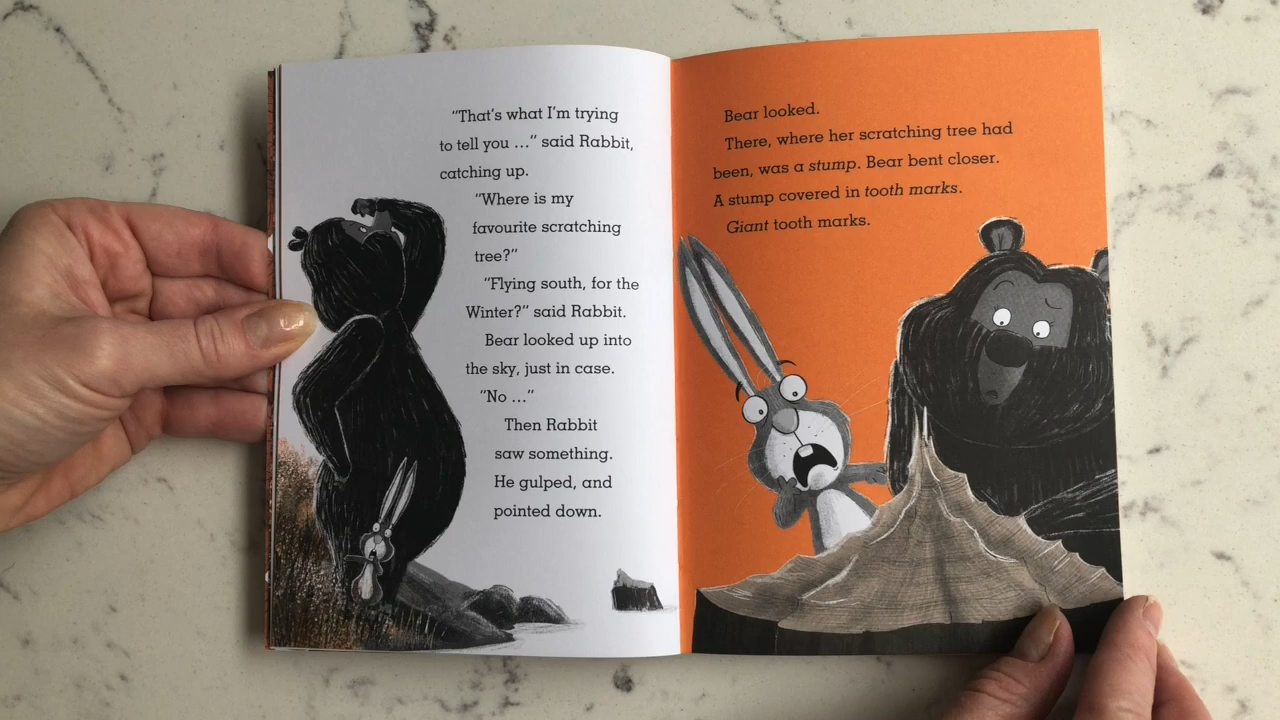 "That's what I'm trying
to tell you ..." said Rabbit,
catching up.
"Where is my
favourite scratching
tree?"
"Flying south, for the
Winter?" said Rabbit.
Bear looked up into
the sky, just in case.
"No ..."
Then Rabbit
saw something.
He gulped, and
pointed down.
Bear looked.
There, where her scratching tree had
been, was a stump. Bear bent closer.
A stump covered in tooth marks.
Giant tooth marks.